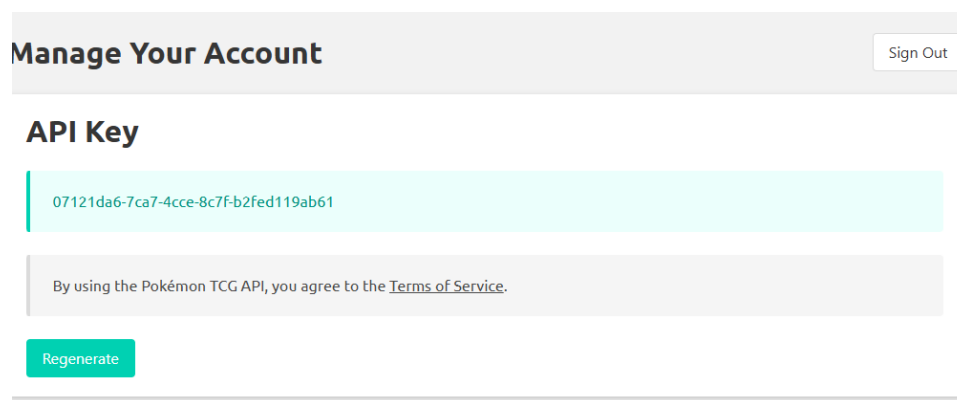 Manage Your Account
Sign Out
API Key
07121da6-7ca7-4cce-8c7f-b2fed119ab61
By using the Pokémon TCG API, you agree to the Terms of Service.
Regenerate